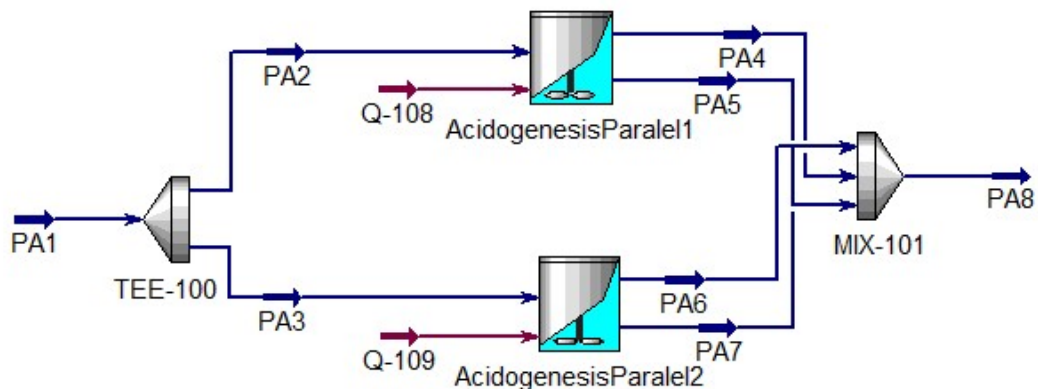 PA2
PA4
Q-108
PA5
AcidogenesisParalel1
PA1
TEE-100
PA8
MIX-101
PA3
PA6
Q-109
PA7
AcidogenesisParalel2